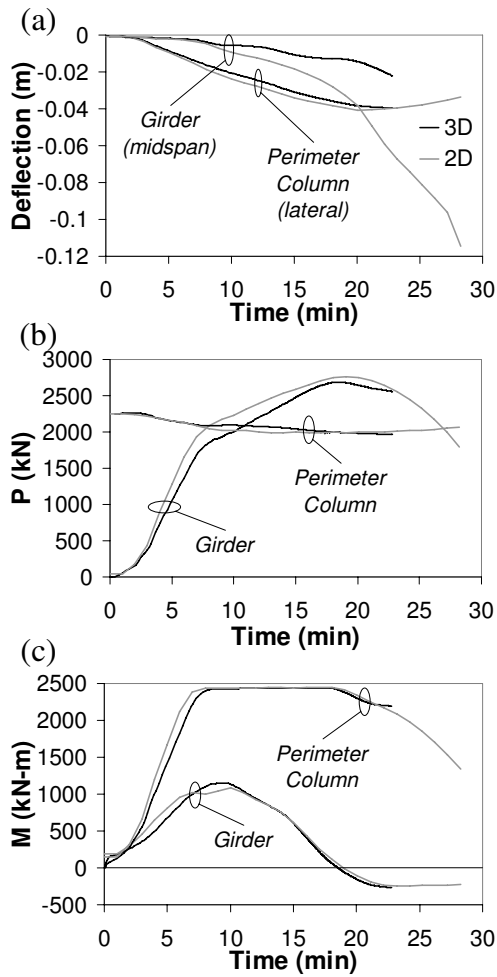 (a)
0
-0.02
-0.04
-0.06
-0.08
-0.1
-0.12
Deflection (m)
Girder
(midspan)
Perimeter
Column
(lateral)
3D
2D
0 5 10 15 20 25 30
Time (min)
(b)
3000
2500
2000
1500
1000
500
0
P (kN)
Perimeter
Column
Girder
0 5 10 15 20 25 30
Time (min)
(c)
2500
2000
1500
1000
500
0
-500
M (kN-m)
Perimeter
Column
Girder
0 5 10 15 20 25 30
Time (min)